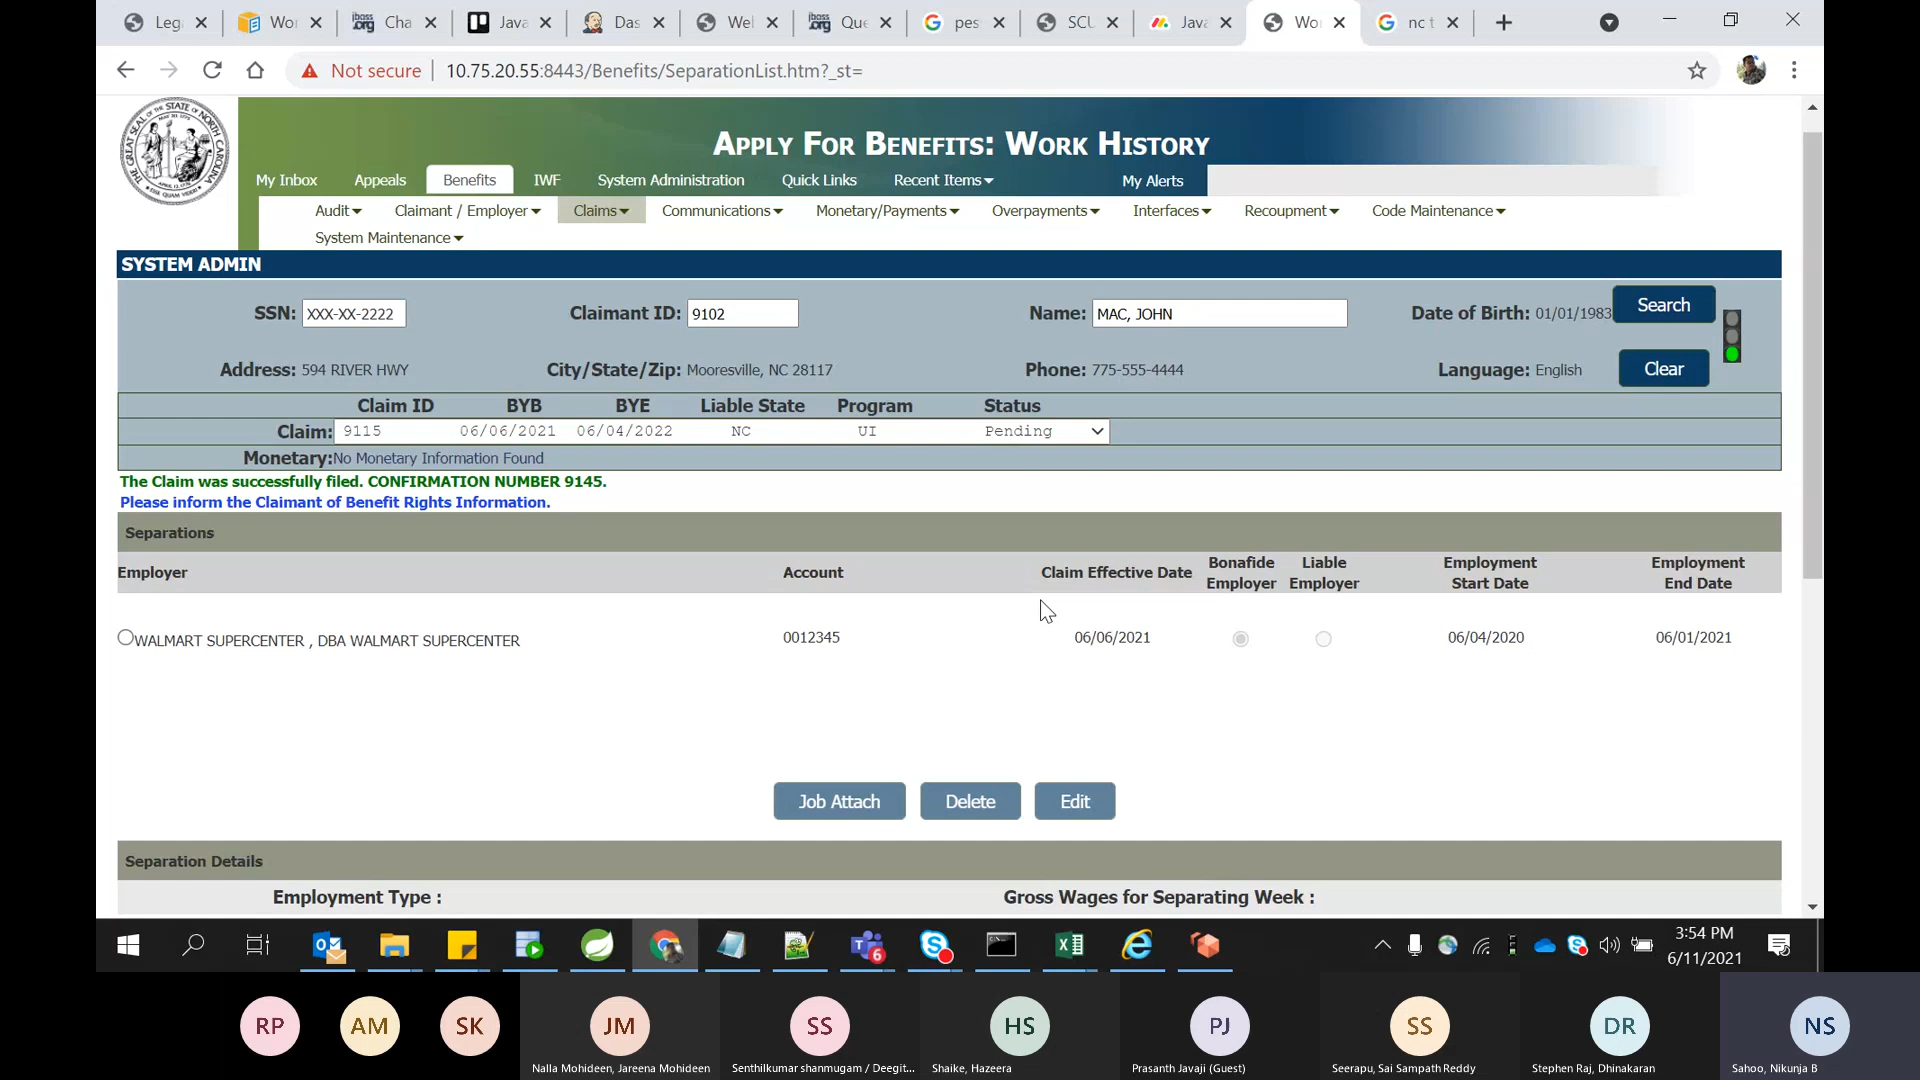 Leg
Wor
Cha
Java
Das
Wel
Que
pes
SCU
Java
Wo
nc t
Not secure
10.75.20.55:8443/Benefits/SeparationList.htm?_st=
THE GREAT SEAL OF THE STATE OF NORTH CAROLINA
APPLY FOR BENEFITS: WORK HISTORY
My Inbox Appeals Benefits IWF System Administration Quick Links Recent Items My Alerts
Audit Claimant / Employer Claims Communications Monetary/Payments Overpayments Interfaces Recoupment Code Maintenance
System Maintenance
SYSTEM ADMIN
SSN: XXX-XX-2222 Claimant ID: 9102 Name: MAC, JOHN Date of Birth: 01/01/1983 Search
Address: 594 RIVER HWY City/State/Zip: Mooresville, NC 28117 Phone: 775-555-4444 Language: English Clear
Claim ID BYB BYE Liable State Program Status
Claim: 9115 06/06/2021 06/04/2022 NC UI Pending
Monetary: No Monetary Information Found
The Claim was successfully filed. CONFIRMATION NUMBER 9145.
Please inform the Claimant of Benefit Rights Information.
Separations
Employer Account Claim Effective Date Bonafide Employer Liable Employer Employment Start Date Employment End Date
WALMART SUPERCENTER , DBA WALMART SUPERCENTER 0012345 06/06/2021 06/04/2020 06/01/2021
Job Attach Delete Edit
Separation Details
Employment Type : Gross Wages for Separating Week :
3:54 PM
6/11/2021
RP AM SK JM SS HS PJ SS DR NS
Nalla Mohideen, Jareena Mohideen
Senthilkumar shanmugam / Deegit...
Shaike, Hazeera
Prasanth Javaji (Guest)
Seerapu, Sai Sampath Reddy
Stephen Raj, Dhinakaran
Sahoo, Nikunja B